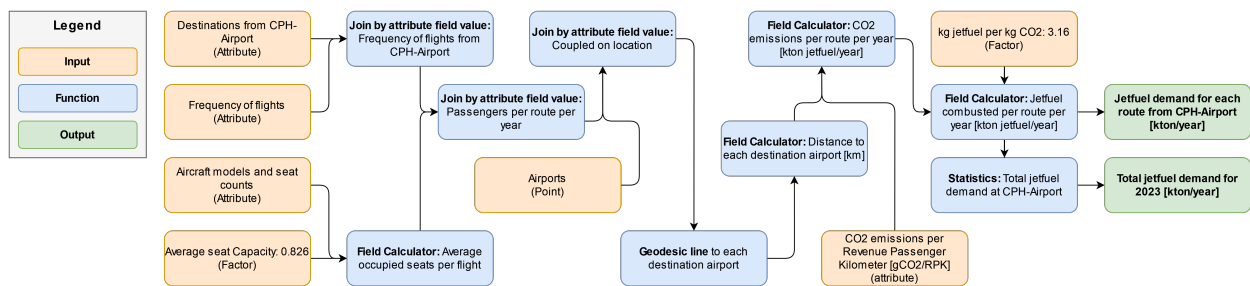 Legend
Input
Function
Output
Destinations from CPH-
Airport
(Attribute)
Frequency of flights
(Attribute)
Aircraft models and seat
counts
(Attribute)
Average seat Capacity: 0.826
(Factor)
Join by attribute field value:
Frequency of flights from
CPH-Airport
Join by attribute field value:
Passengers per route per
year
Field Calculator: Average
occupied seats per flight
Join by attribute field value:
Coupled on location
Airports
(Point)
Geodesic line to each
destination airport
Field Calculator: Distance to
each destination airport [km]
Field Calculator: CO2
emissions per route per year
[kton jetfuel/year]
CO2 emissions per
Revenue Passenger
Kilometer [gCO2/RPK]
(attribute)
kg jetfuel per kg CO2: 3.16
(Factor)
Field Calculator: Jetfuel
combusted per route per
year [kton jetfuel/year]
Statistics: Total jetfuel
demand at CPH-Airport
Jetfuel demand for each
route from CPH-Airport
[kton/year]
Total jetfuel demand for
2023 [kton/year]